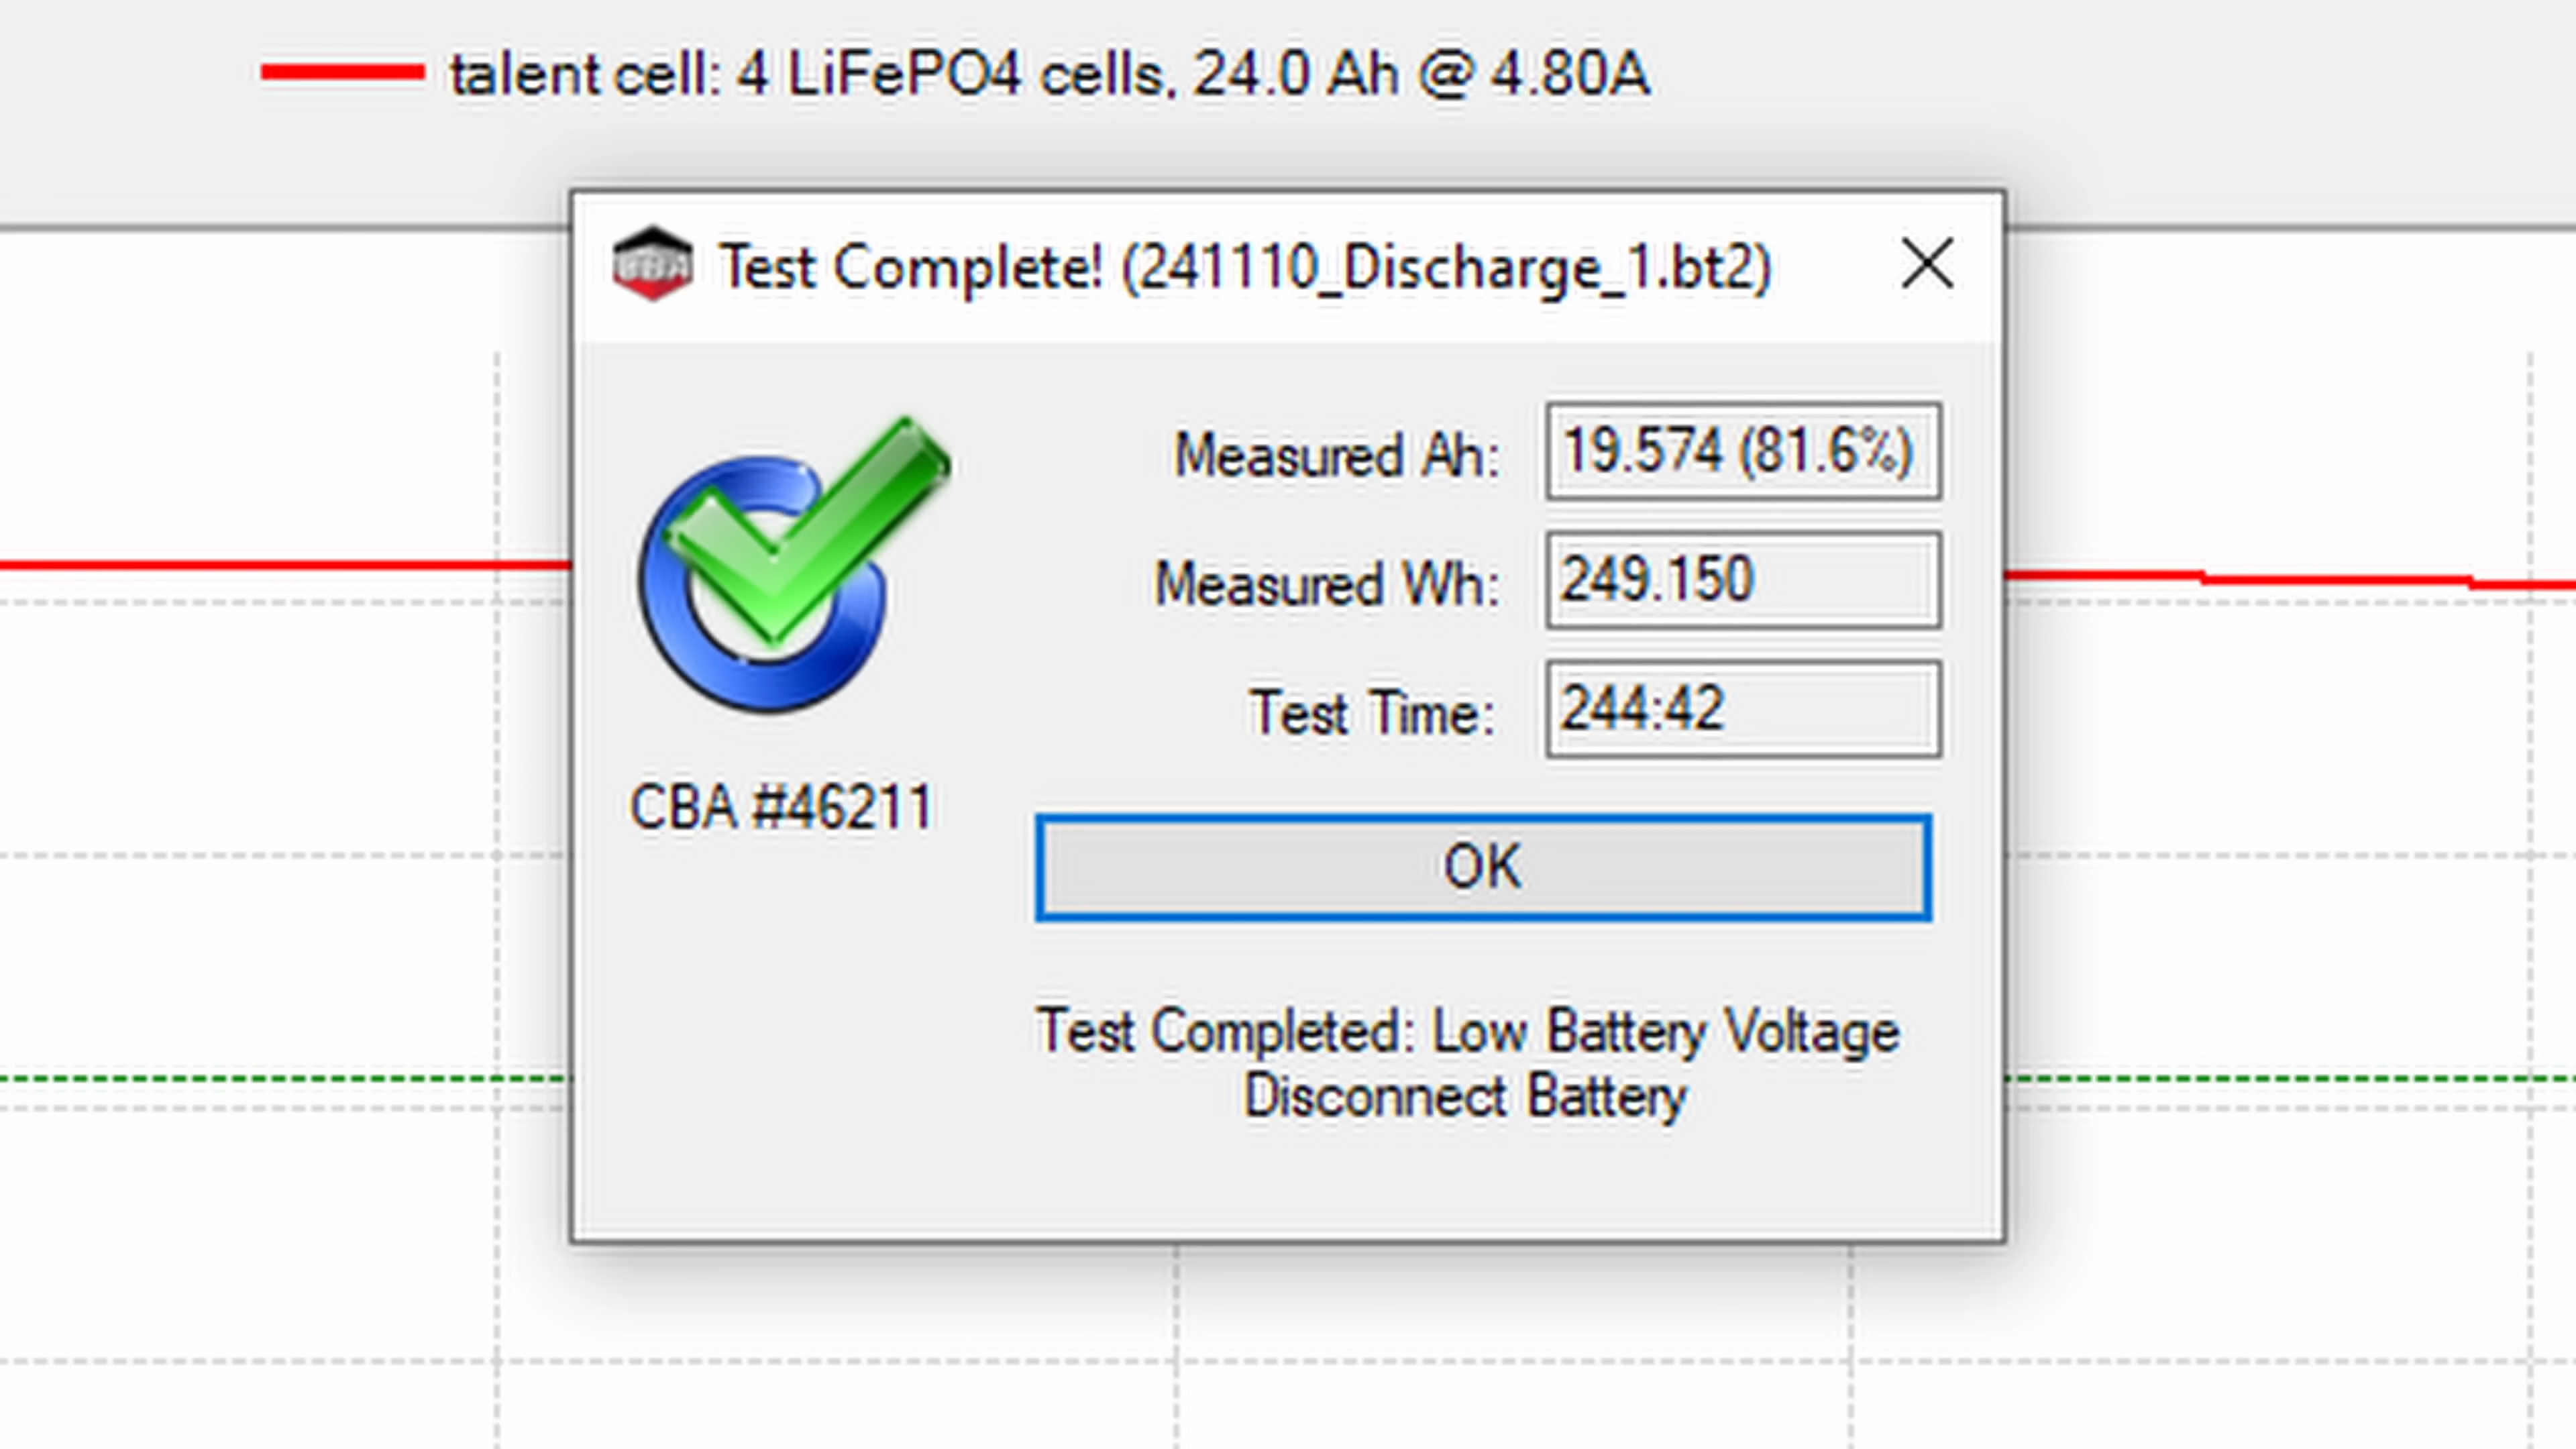 talent cell: 4 LiFePO4 cells, 24.0 Ah @ 4.80A
CBA
Test Complete! (241110_Discharge_1.bt2)
Measured Ah: 19.574 (81.6%)
Measured Wh: 249.150
Test Time: 244:42
CBA #46211
OK
Test Completed: Low Battery Voltage
Disconnect Battery